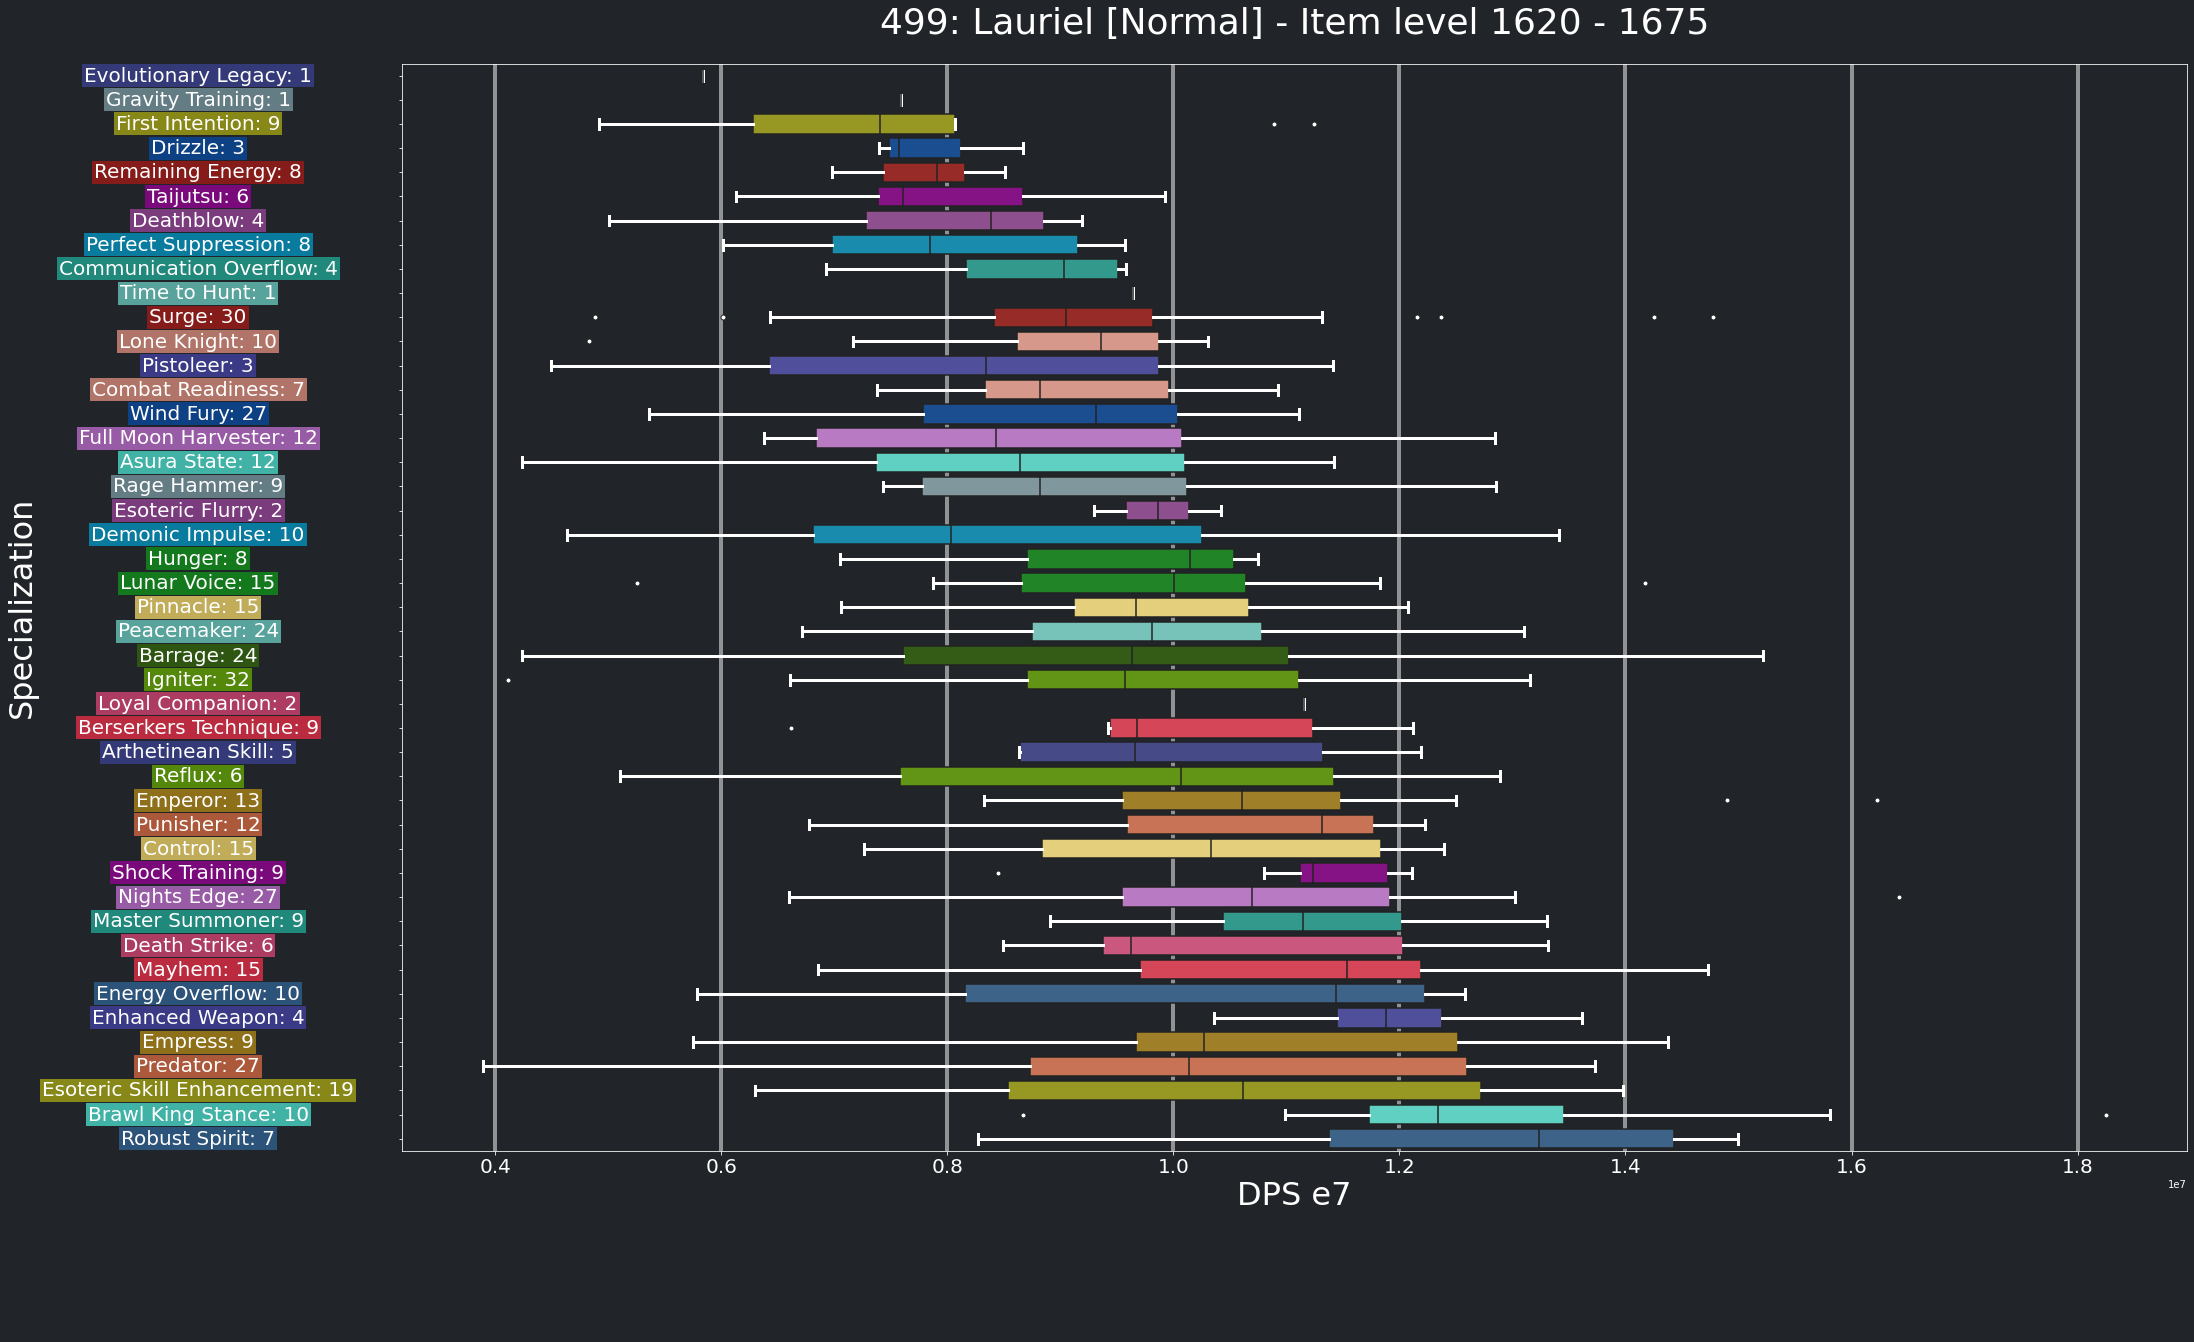 499: Lauriel [Normal] - Item level 1620 - 1675
Specialization
Evolutionary Legacy: 1
Gravity Training: 1
First Intention: 9
Drizzle: 3
Remaining Energy: 8
Taijutsu: 6
Deathblow: 4
Perfect Suppression: 8
Communication Overflow: 4
Time to Hunt: 1
Surge: 30
Lone Knight: 10
Pistoleer: 3
Combat Readiness: 7
Wind Fury: 27
Full Moon Harvester: 12
Asura State: 12
Rage Hammer: 9
Esoteric Flurry: 2
Demonic Impulse: 10
Hunger: 8
Lunar Voice: 15
Pinnacle: 15
Peacemaker: 24
Barrage: 24
Igniter: 32
Loyal Companion: 2
Berserkers Technique: 9
Arthetinean Skill: 5
Reflux: 6
Emperor: 13
Punisher: 12
Control: 15
Shock Training: 9
Nights Edge: 27
Master Summoner: 9
Death Strike: 6
Mayhem: 15
Energy Overflow: 10
Enhanced Weapon: 4
Empress: 9
Predator: 27
Esoteric Skill Enhancement: 19
Brawl King Stance: 10
Robust Spirit: 7
0.4 0.6 0.8 1.0 1.2 1.4 1.6 1.8
1e7
DPS e7